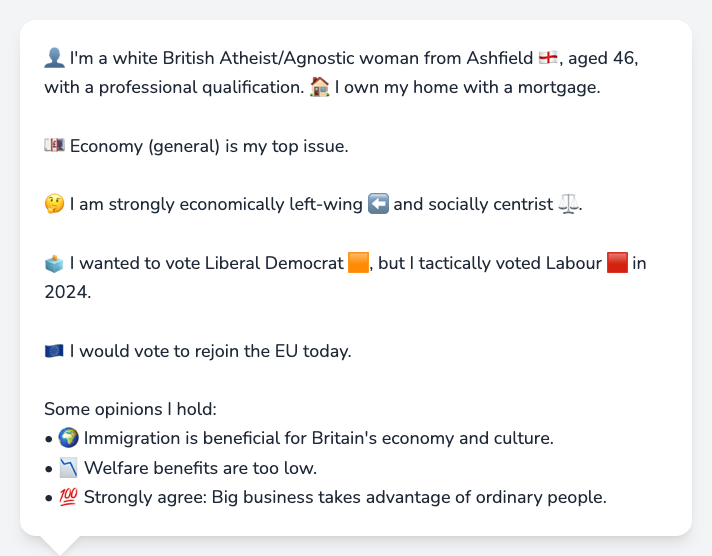 👤 I'm a white British Atheist/Agnostic woman from Ashfield 🏴󠁧󠁢󠁥󠁮󠁧󠁿, aged 46,
with a professional qualification. 🏠 I own my home with a mortgage.
💷 Economy (general) is my top issue.
🤔 I am strongly economically left-wing ⬅️ and socially centrist ⚖️.
🗳️ I wanted to vote Liberal Democrat 🟧, but I tactically voted Labour 🟥 in
2024.
🇪🇺 I would vote to rejoin the EU today.
Some opinions I hold:
• 🌍 Immigration is beneficial for Britain's economy and culture.
• 📉 Welfare benefits are too low.
• 💯 Strongly agree: Big business takes advantage of ordinary people.